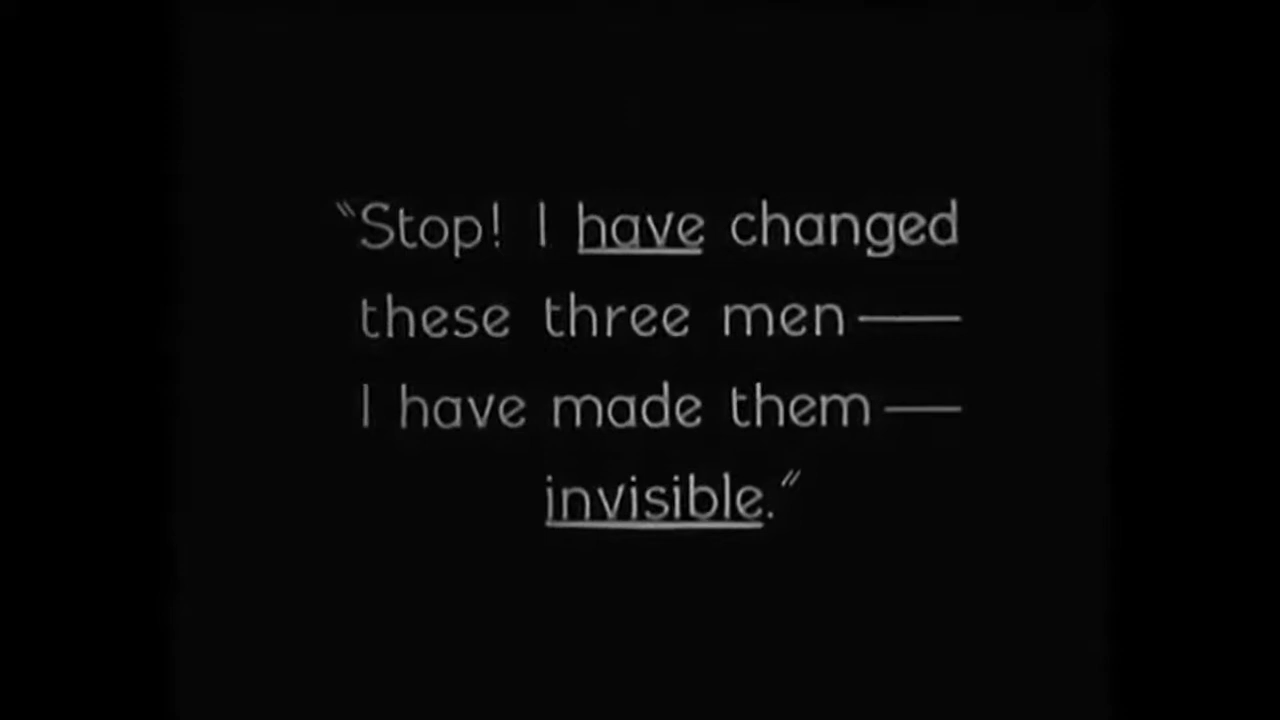 "Stop! I have changed
these three men——
I have made them—
invisible."